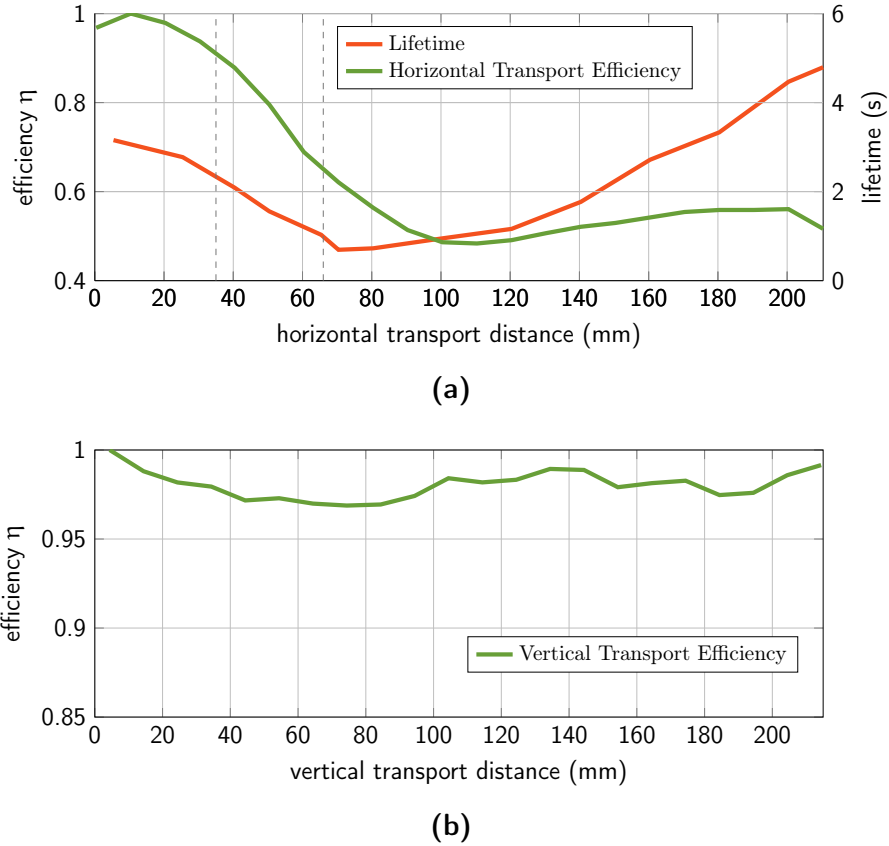 1
0.8
0.6
0.4
efficiency η
6
4
2
0
lifetime (s)
Lifetime
Horizontal Transport Efficiency
0 20 40 60 80 100 120 140 160 180 200
horizontal transport distance (mm)
(a)
1
0.95
0.9
0.85
efficiency η
Vertical Transport Efficiency
0 20 40 60 80 100 120 140 160 180 200
vertical transport distance (mm)
(b)